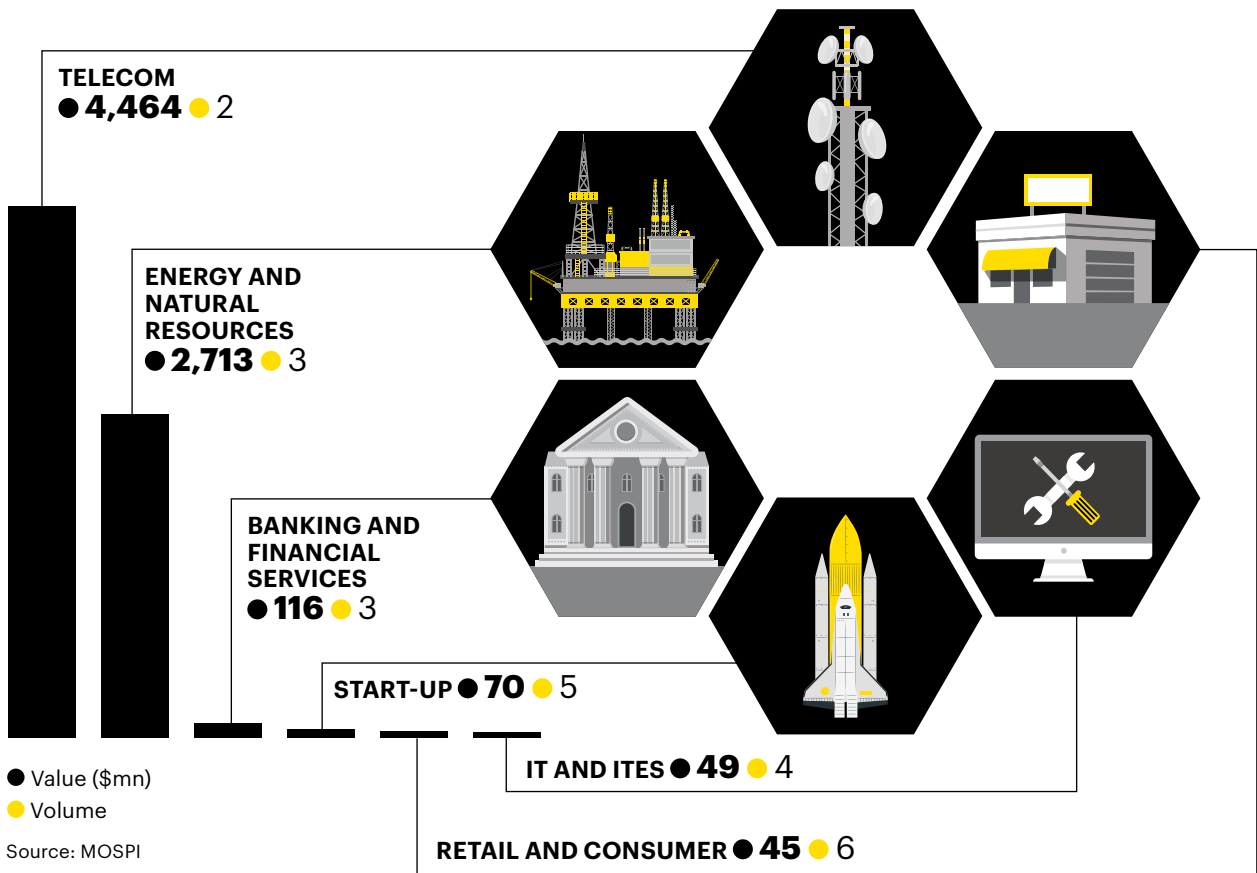 TELECOM
● 4,464 ● 2
ENERGY AND
NATURAL
RESOURCES
● 2,713 ● 3
BANKING AND
FINANCIAL
SERVICES
● 116 ● 3
START-UP ● 70 ● 5
IT AND ITES ● 49 ● 4
RETAIL AND CONSUMER ● 45 ● 6
● Value ($mn)
● Volume
Source: MOSPI